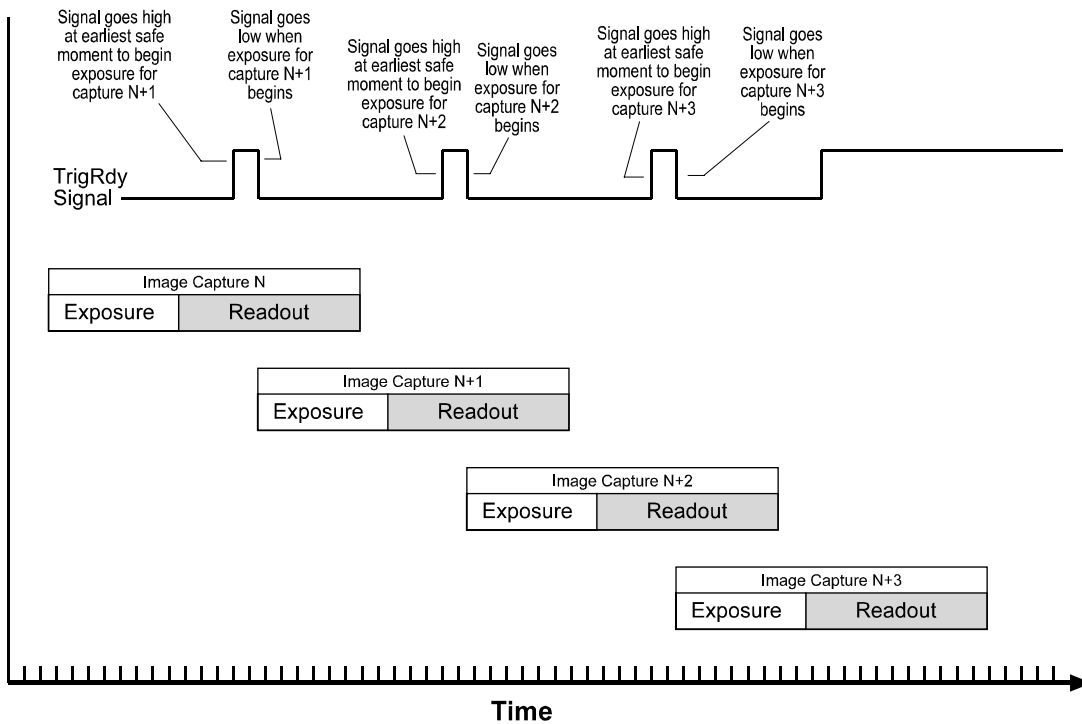 Signal goes high
at earliest safe
moment to begin
exposure for
capture N+1
Signal goes
low when
exposure for
capture N+1
begins
Signal goes high
at earliest safe
moment to begin
exposure for
capture N+2
Signal goes
low when
exposure for
capture N+2
begins
Signal goes high
at earliest safe
moment to begin
exposure for
capture N+3
Signal goes
low when
exposure for
capture N+3
begins
TrigRdy
Signal
Image Capture N
Exposure Readout
Image Capture N+1
Exposure Readout
Image Capture N+2
Exposure Readout
Image Capture N+3
Exposure Readout
Time